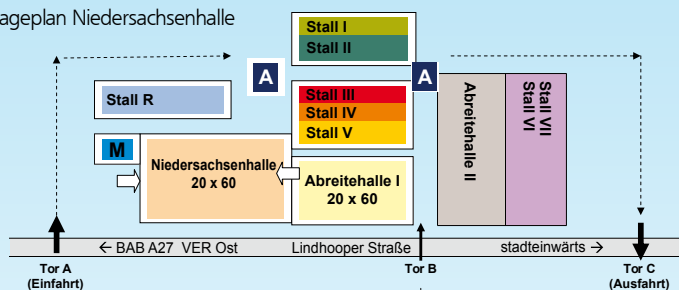 ageplan Niedersachsenhalle
Stall I
Stall II
A
A
Stall R
Stall III
Stall IV
Stall V
Abreitehalle II
Stall VII
Stall VI
M
Niedersachsenhalle
20 x 60
Abreitehalle I
20 x 60
← BAB A27 VER Ost
Lindhooper Straße
stadteinwärts →
Tor A
(Einfahrt)
Tor B
Tor C
(Ausfahrt)